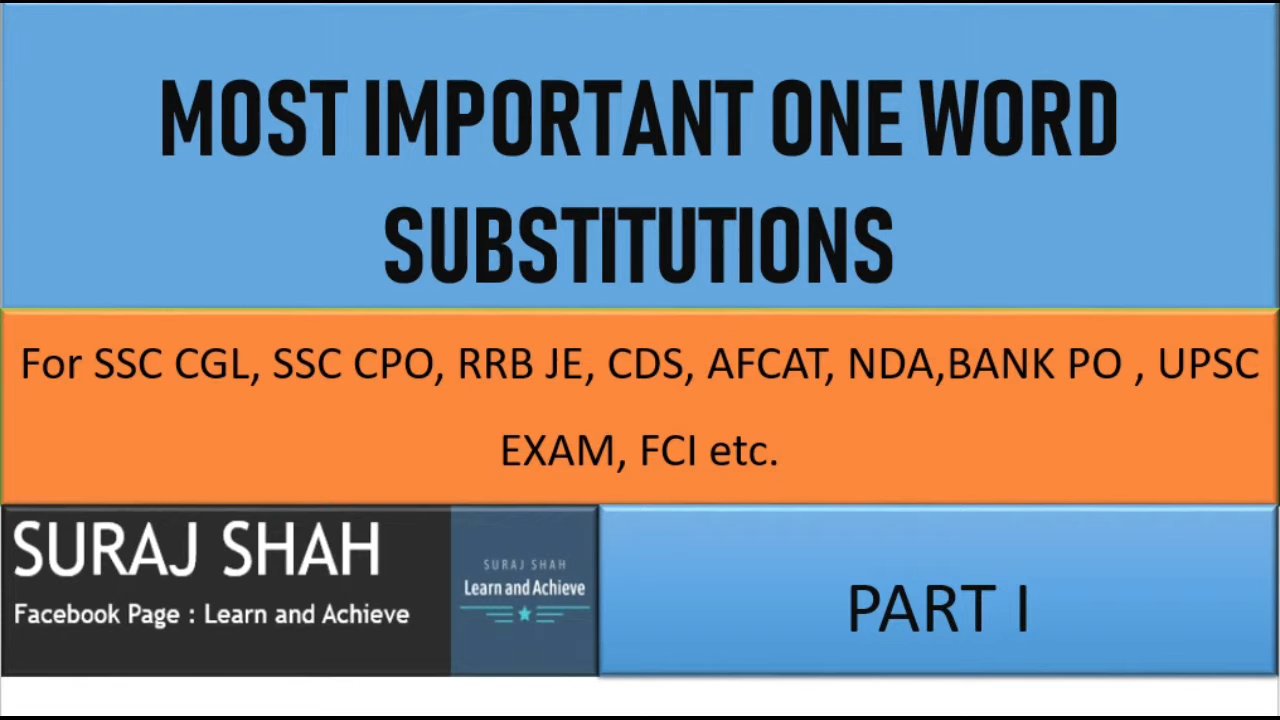 MOST IMPORTANT ONE WORD
SUBSTITUTIONS
For SSC CGL, SSC CPO, RRB JE, CDS, AFCAT, NDA,BANK PO , UPSC
EXAM, FCI etc.
SURAJ SHAH
Facebook Page : Learn and Achieve
SURAJ SHAH
Learn and Achieve
PART I